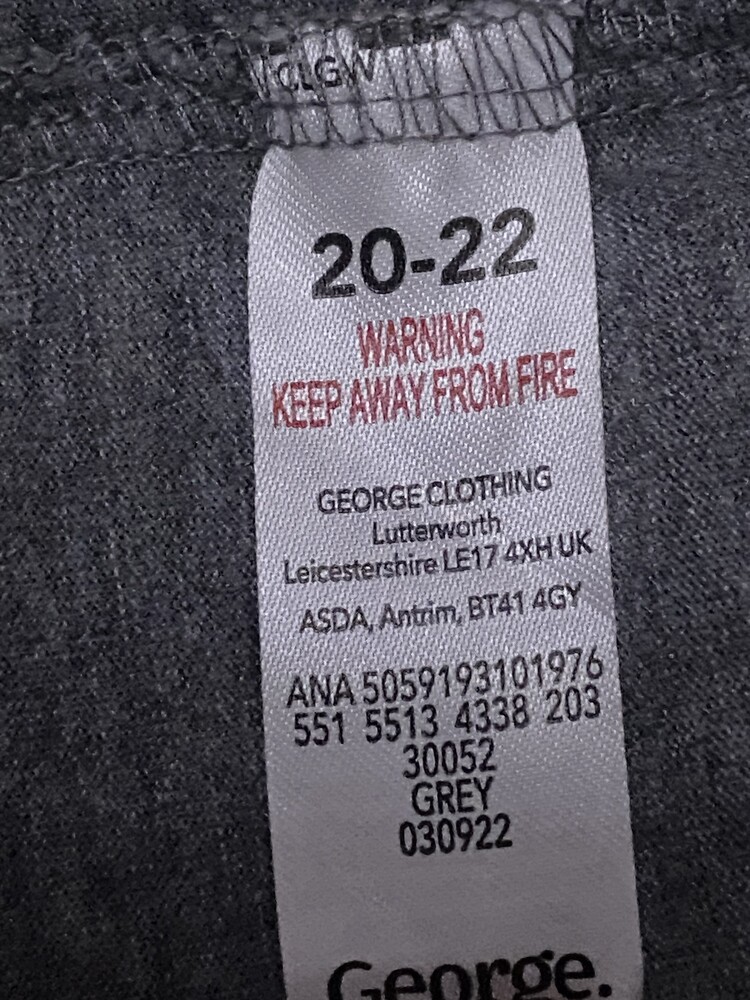 CLGW
20-22
WARNING
KEEP AWAY FROM FIRE
GEORGE CLOTHING
Lutterworth
Leicestershire LE17 4XH UK
ASDA, Antrim, BT41 4GY
ANA 5059193101976
551 5513 4338 203
30052
GREY
030922
George.